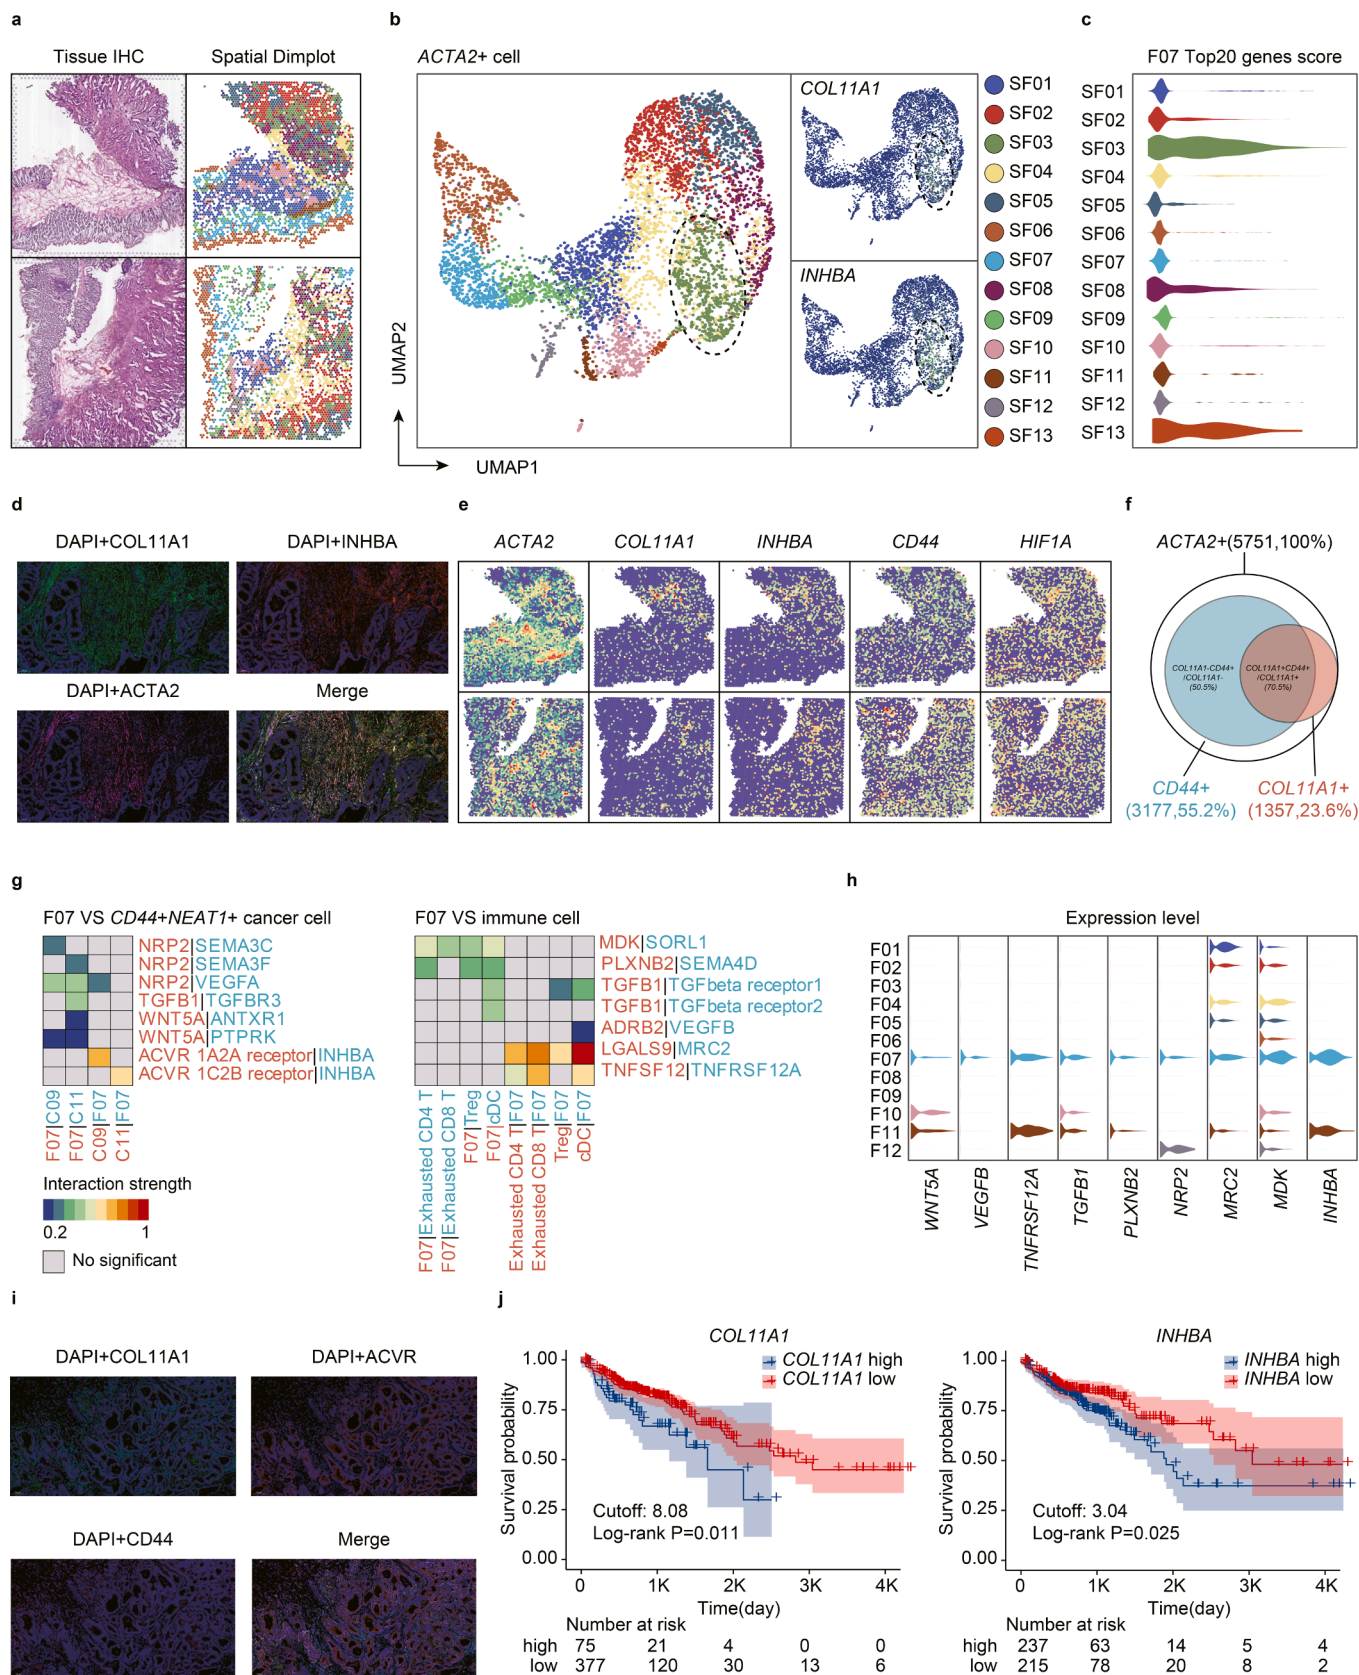 a
Tissue IHC
Spatial Dimplot
b
ACTA2+ cell
COL11A1
INHBA
UMAP2
UMAP1
SF01
SF02
SF03
SF04
SF05
SF06
SF07
SF08
SF09
SF10
SF11
SF12
SF13
c
F07 Top20 genes score
SF01
SF02
SF03
SF04
SF05
SF06
SF07
SF08
SF09
SF10
SF11
SF12
SF13
d
DAPI+COL11A1
DAPI+INHBA
DAPI+ACTA2
Merge
e
ACTA2
COL11A1
INHBA
CD44
HIF1A
f
ACTA2+(5751,100%)
COL11A1-CD44+
/COL11A1-
(50.5%)
COL11A1+CD44+
/COL11A1+
(70.5%)
CD44+
(3177,55.2%)
COL11A1+
(1357,23.6%)
g
F07 VS CD44+NEAT1+ cancer cell
NRP2|SEMA3C
NRP2|SEMA3F
NRP2|VEGFA
TGFB1|TGFBR3
WNT5A|ANTXR1
WNT5A|PTPRK
ACVR 1A2A receptor|INHBA
ACVR 1C2B receptor|INHBA
F07|C09
F07|C11
C09|F07
C11|F07
Interaction strength
0.2
1
No significant
F07 VS immune cell
MDK|SORL1
PLXNB2|SEMA4D
TGFB1|TGFbeta receptor1
TGFB1|TGFbeta receptor2
ADRB2|VEGFB
LGALS9|MRC2
TNFSF12|TNFRSF12A
F07|Exhausted CD4 T
F07|Exhausted CD8 T
F07|Treg
F07|cDC
Exhausted CD4 T|F07
Exhausted CD8 T|F07
Treg|F07
cDC|F07
h
Expression level
F01
F02
F03
F04
F05
F06
F07
F08
F09
F10
F11
F12
WNT5A
VEGFB
TNFRSF12A
TGFB1
PLXNB2
NRP2
MRC2
MDK
INHBA
i
DAPI+COL11A1
DAPI+ACVR
DAPI+CD44
Merge
j
COL11A1
COL11A1 high
COL11A1 low
Survival probability
1.00
0.75
0.50
0.25
0.00
Cutoff: 8.08
Log-rank P=0.011
0 1K 2K 3K 4K
Time(day)
Number at risk
high 75 21 4 0 0
low 377 120 30 13 6
INHBA
INHBA high
INHBA low
Survival probability
1.00
0.75
0.50
0.25
0.00
Cutoff: 3.04
Log-rank P=0.025
0 1K 2K 3K 4K
Time(day)
Number at risk
high 237 63 14 5 4
low 215 78 20 8 2